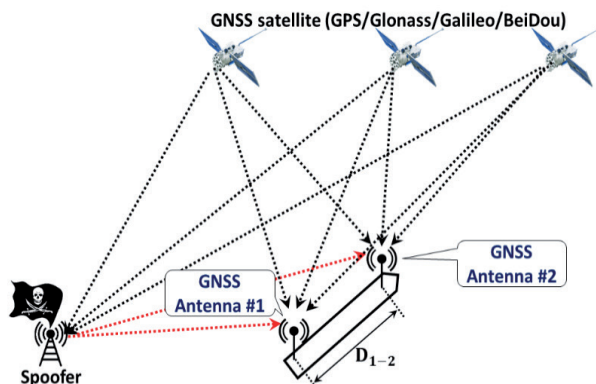 GNSS satellite (GPS/Glonass/Galileo/BeiDou)
GNSS
Antenna #2
GNSS
Antenna #1
D₁₋₂
Spoofer